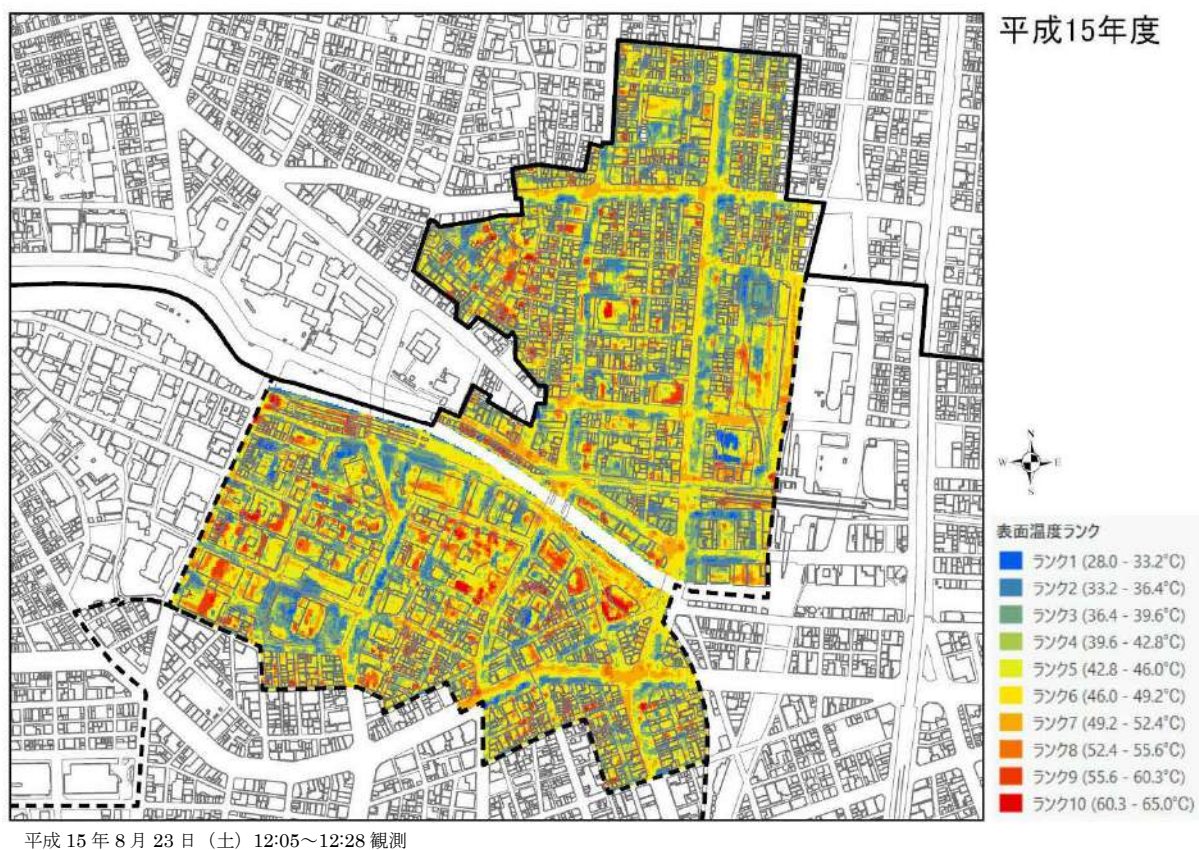 平成15年度
N
W E
S
表面温度ランク
ランク1 (28.0 - 33.2°C)
ランク2 (33.2 - 36.4°C)
ランク3 (36.4 - 39.6°C)
ランク4 (39.6 - 42.8°C)
ランク5 (42.8 - 46.0°C)
ランク6 (46.0 - 49.2°C)
ランク7 (49.2 - 52.4°C)
ランク8 (52.4 - 55.6°C)
ランク9 (55.6 - 60.3°C)
ランク10 (60.3 - 65.0°C)
平成 15 年 8 月 23 日（土）12:05～12:28 観測